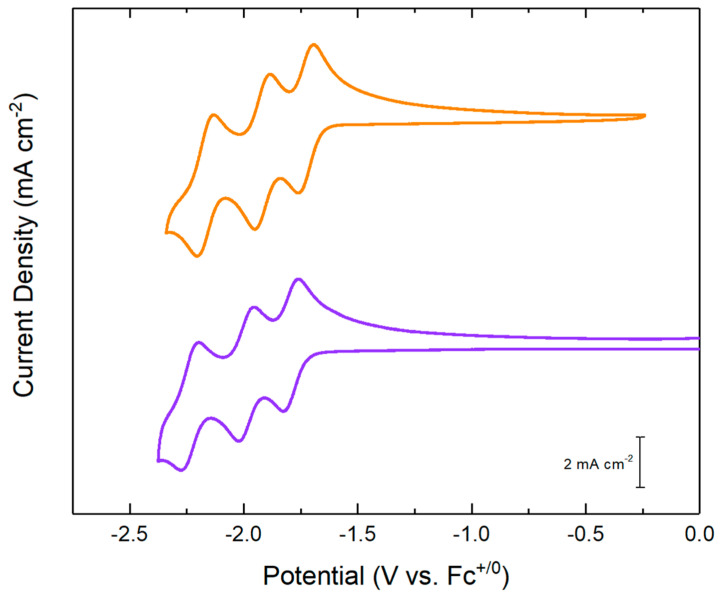 Current Density (mA cm⁻²)
2 mA cm⁻²
-2.5 -2.0 -1.5 -1.0 -0.5 0.0
Potential (V vs. Fc⁺/⁰)